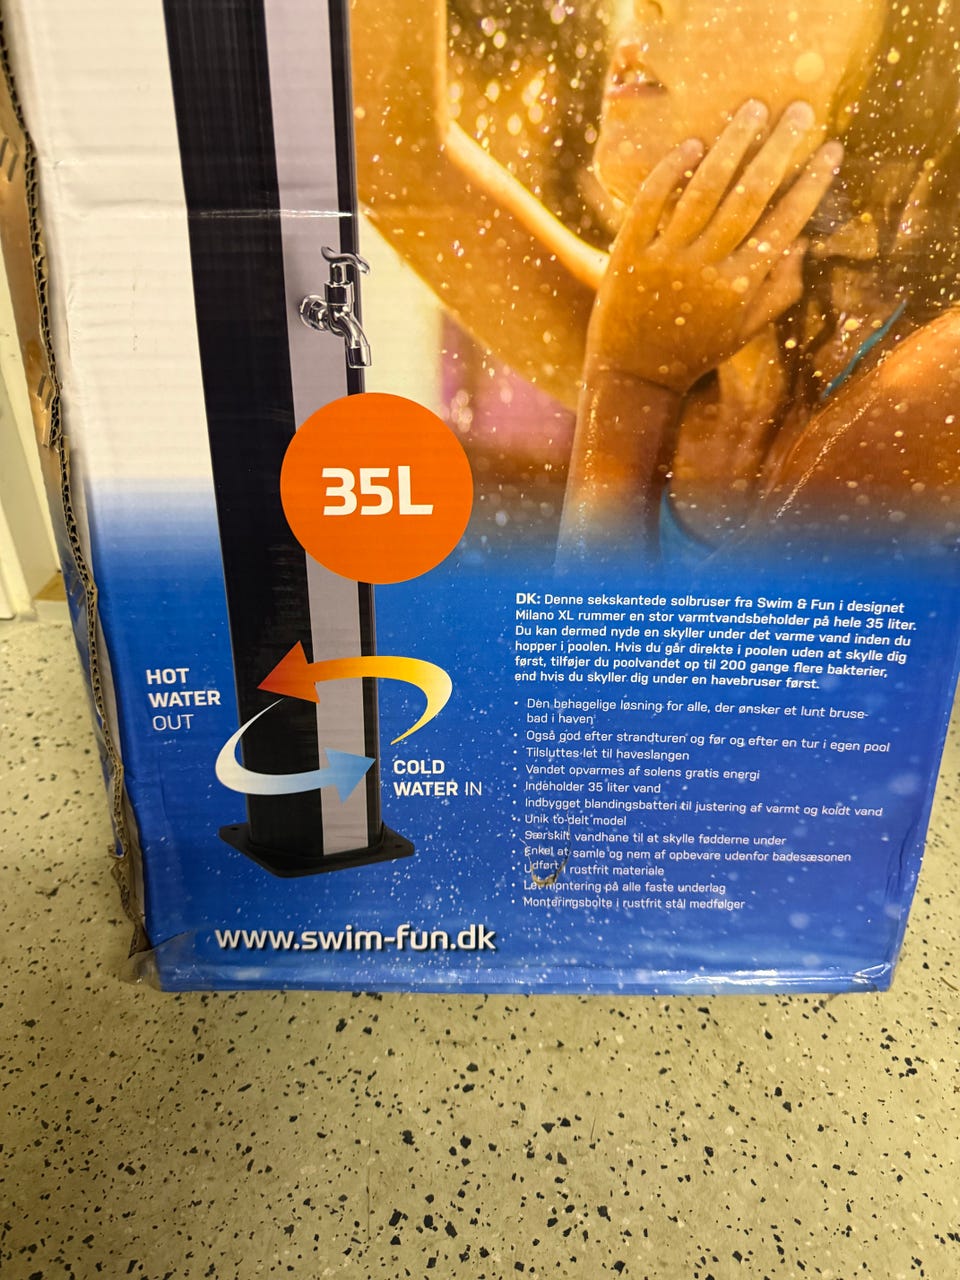 35L
HOT
WATER
OUT
COLD
WATER IN
DK: Denne sekskantede solbruser fra Swim & Fun i designet
Milano XL rummer en stor varmtvandsbeholder på hele 35 liter.
Du kan dermed nyde en skyller under det varme vand inden du
hopper i poolen. Hvis du går direkte i poolen uden at skylle dig
først, tilføjer du poolvandet op til 200 gange flere bakterier,
end hvis du skyller dig under en havebruser først.
• Den behagelige løsning for alle, der ønsker et lunt bruse-
bad i haven
• Også god efter strandturen og før og efter en tur i egen pool
• Tilsluttes let til haveslangen
• Vandet opvarmes af solens gratis energi
• Indeholder 35 liter vand
• Indbygget blandingsbatteri til justering af varmt og koldt vand
• Unik to-delt model
• Særskilt vandhane til at skylle fødderne under
• Enkel at samle og nem af opbevare udenfor badesæsonen
• Udført i rustfrit materiale
• Let montering på alle faste underlag
• Monteringsbolte i rustfrit stål medfølger
www.swim-fun.dk